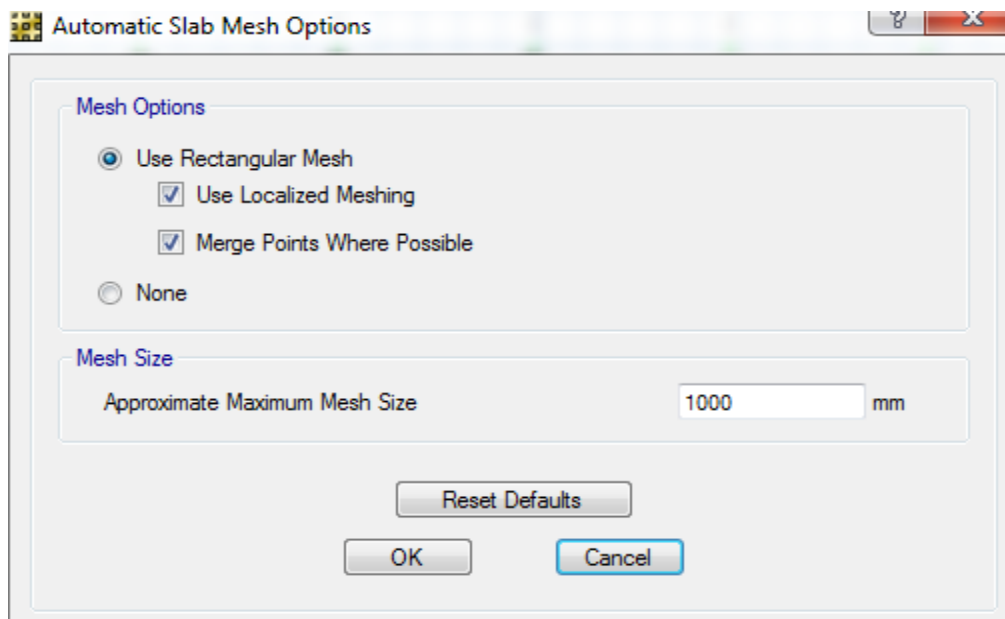 Automatic Slab Mesh Options
? X
Mesh Options
Use Rectangular Mesh
Use Localized Meshing
Merge Points Where Possible
None
Mesh Size
Approximate Maximum Mesh Size 1000 mm
Reset Defaults
OK Cancel